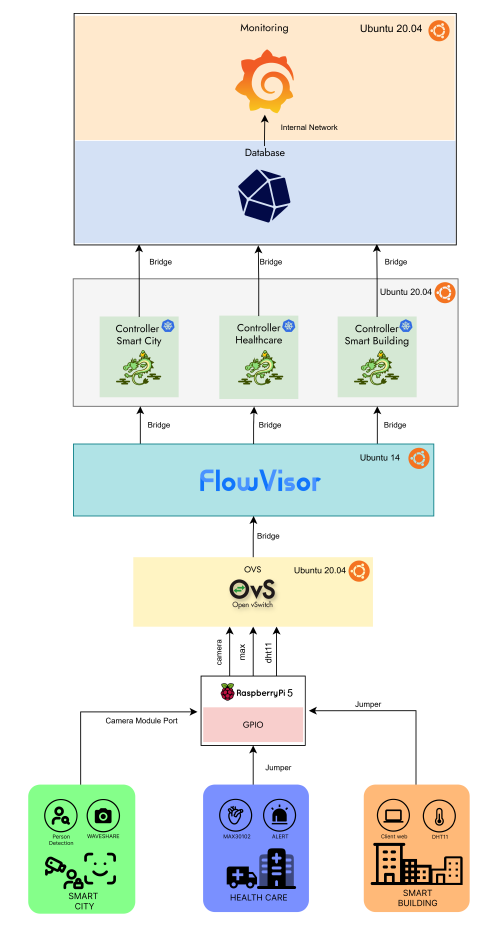 Monitoring
Ubuntu 20.04
Internal Network
Database
Bridge
Bridge
Bridge
Ubuntu 20.04
Controller
Smart City
Controller
Healthcare
Controller
Smart Building
Bridge
Bridge
Bridge
Ubuntu 14
FlowVisor
Bridge
OVS
Ubuntu 20.04
OvS
Open vSwitch
camera
max
dht11
RaspberryPi 5
GPIO
Camera Module Port
Jumper
Jumper
Person
Detection
WAVESHARE
SMART
CITY
MAX30102
ALERT
HEALTH CARE
Client web
DHT11
SMART
BUILDING